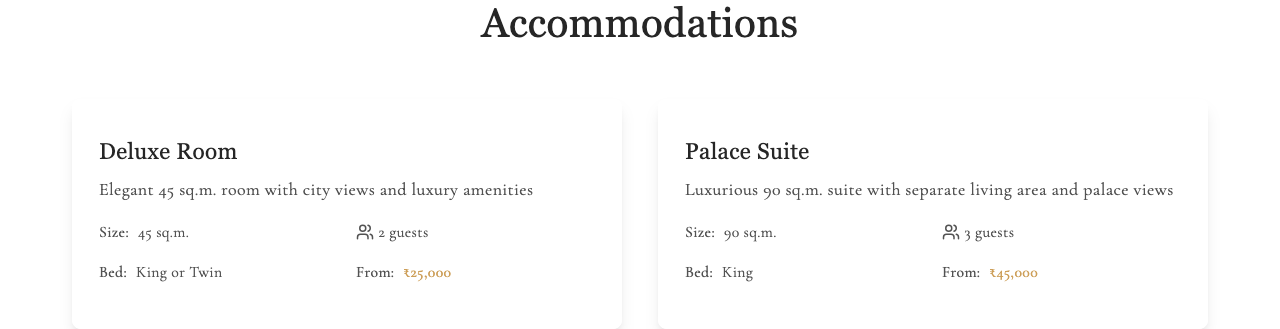 Accommodations
Deluxe Room
Elegant 45 sq.m. room with city views and luxury amenities
Size: 45 sq.m.
2 guests
Bed: King or Twin
From: ₹25,000
Palace Suite
Luxurious 90 sq.m. suite with separate living area and palace views
Size: 90 sq.m.
3 guests
Bed: King
From: ₹45,000